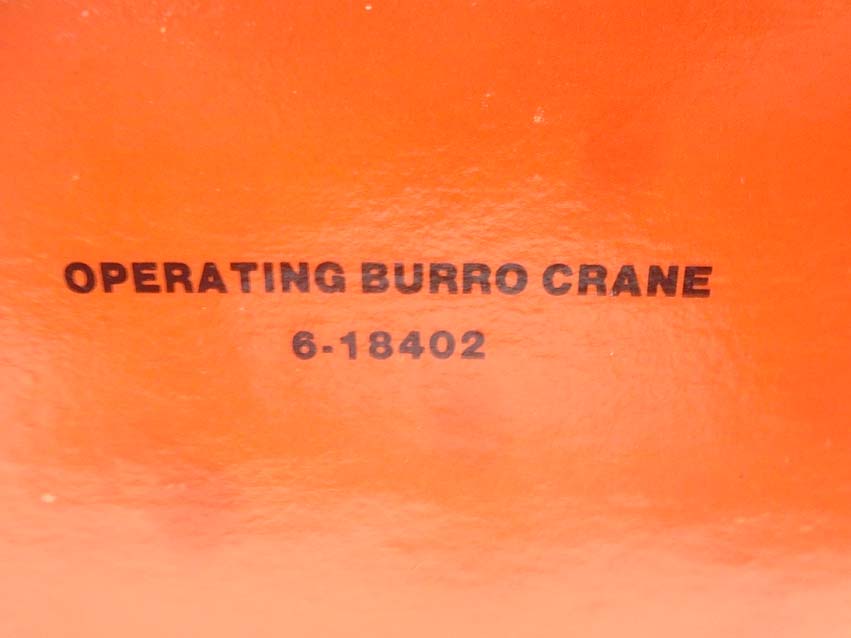 OPERATING BURRO CRANE
6-18402